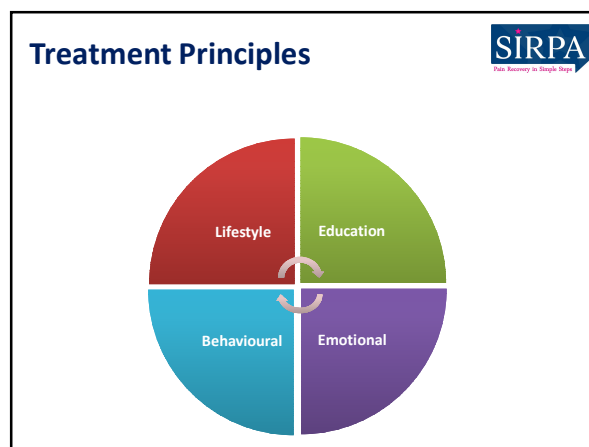 Treatment Principles
SIRPA
Pain Recovery in Simple Steps
Lifestyle
Education
Behavioural
Emotional